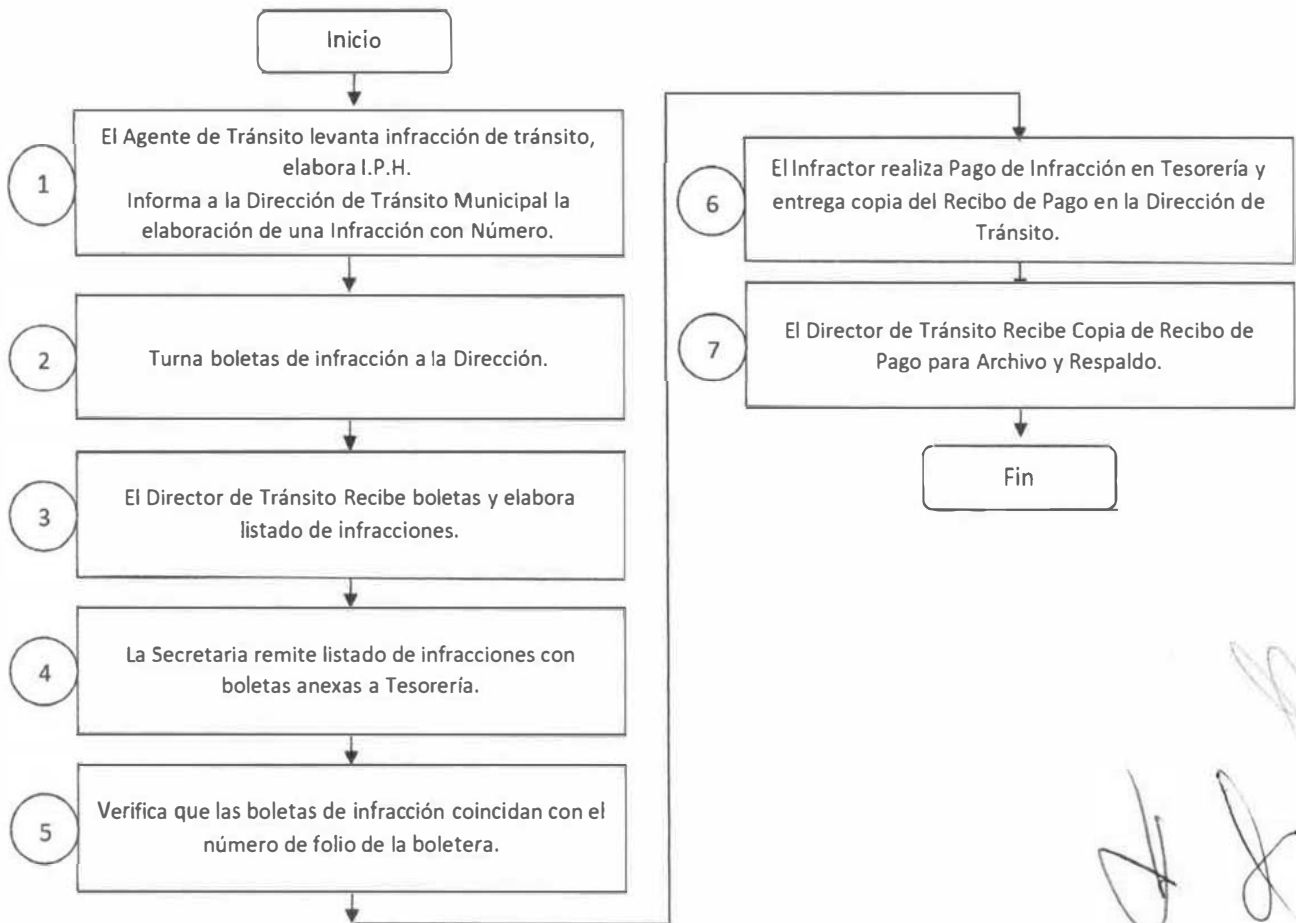 Inicio
1
El Agente de Tránsito levanta infracción de tránsito,
elabora I.P.H.
Informa a la Dirección de Tránsito Municipal la
elaboración de una Infracción con Número.
2
Turna boletas de infracción a la Dirección.
3
El Director de Tránsito Recibe boletas y elabora
listado de infracciones.
4
La Secretaria remite listado de infracciones con
boletas anexas a Tesorería.
5
Verifica que las boletas de infracción coincidan con el
número de folio de la boletera.
6
El Infractor realiza Pago de Infracción en Tesorería y
entrega copia del Recibo de Pago en la Dirección de
Tránsito.
7
El Director de Tránsito Recibe Copia de Recibo de
Pago para Archivo y Respaldo.
Fin